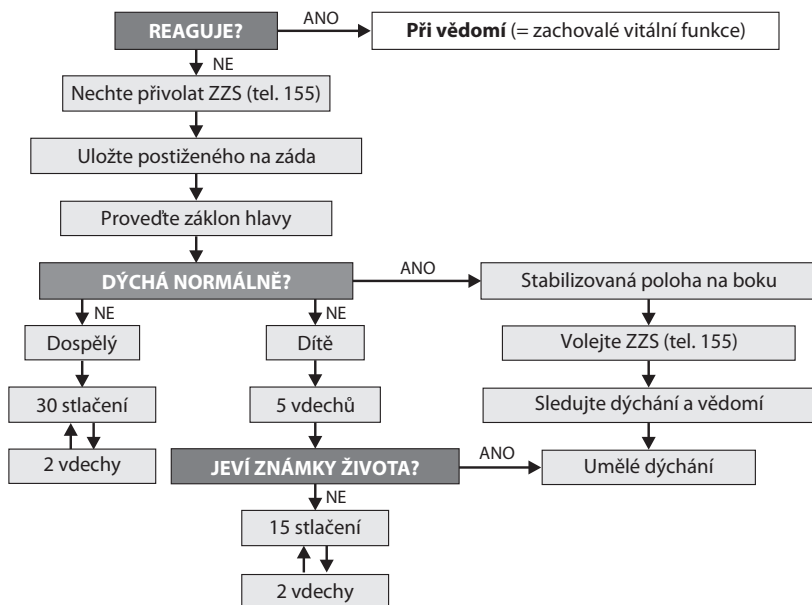 REAGUJE?
ANO
Při vědomí (= zachovalé vitální funkce)
NE
Nechte přivolat ZZS (tel. 155)
Uložte postiženého na záda
Proveďte záklon hlavy
DÝCHÁ NORMÁLNĚ?
ANO
Stabilizovaná poloha na boku
NE
NE
Dospělý
Dítě
Volejte ZZS (tel. 155)
30 stlačení
5 vdechů
Sledujte dýchání a vědomí
2 vdechy
JEVÍ ZNÁMKY ŽIVOTA?
ANO
Umělé dýchání
NE
15 stlačení
2 vdechy